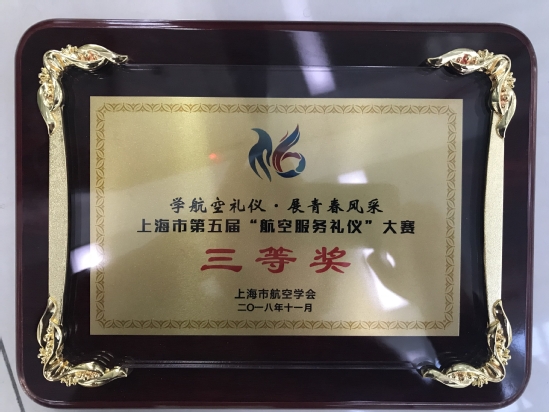 学航空礼仪·展青春风采
上海市第五届“航空服务礼仪”大赛
三等奖
上海市航空学会
二〇一八年十一月